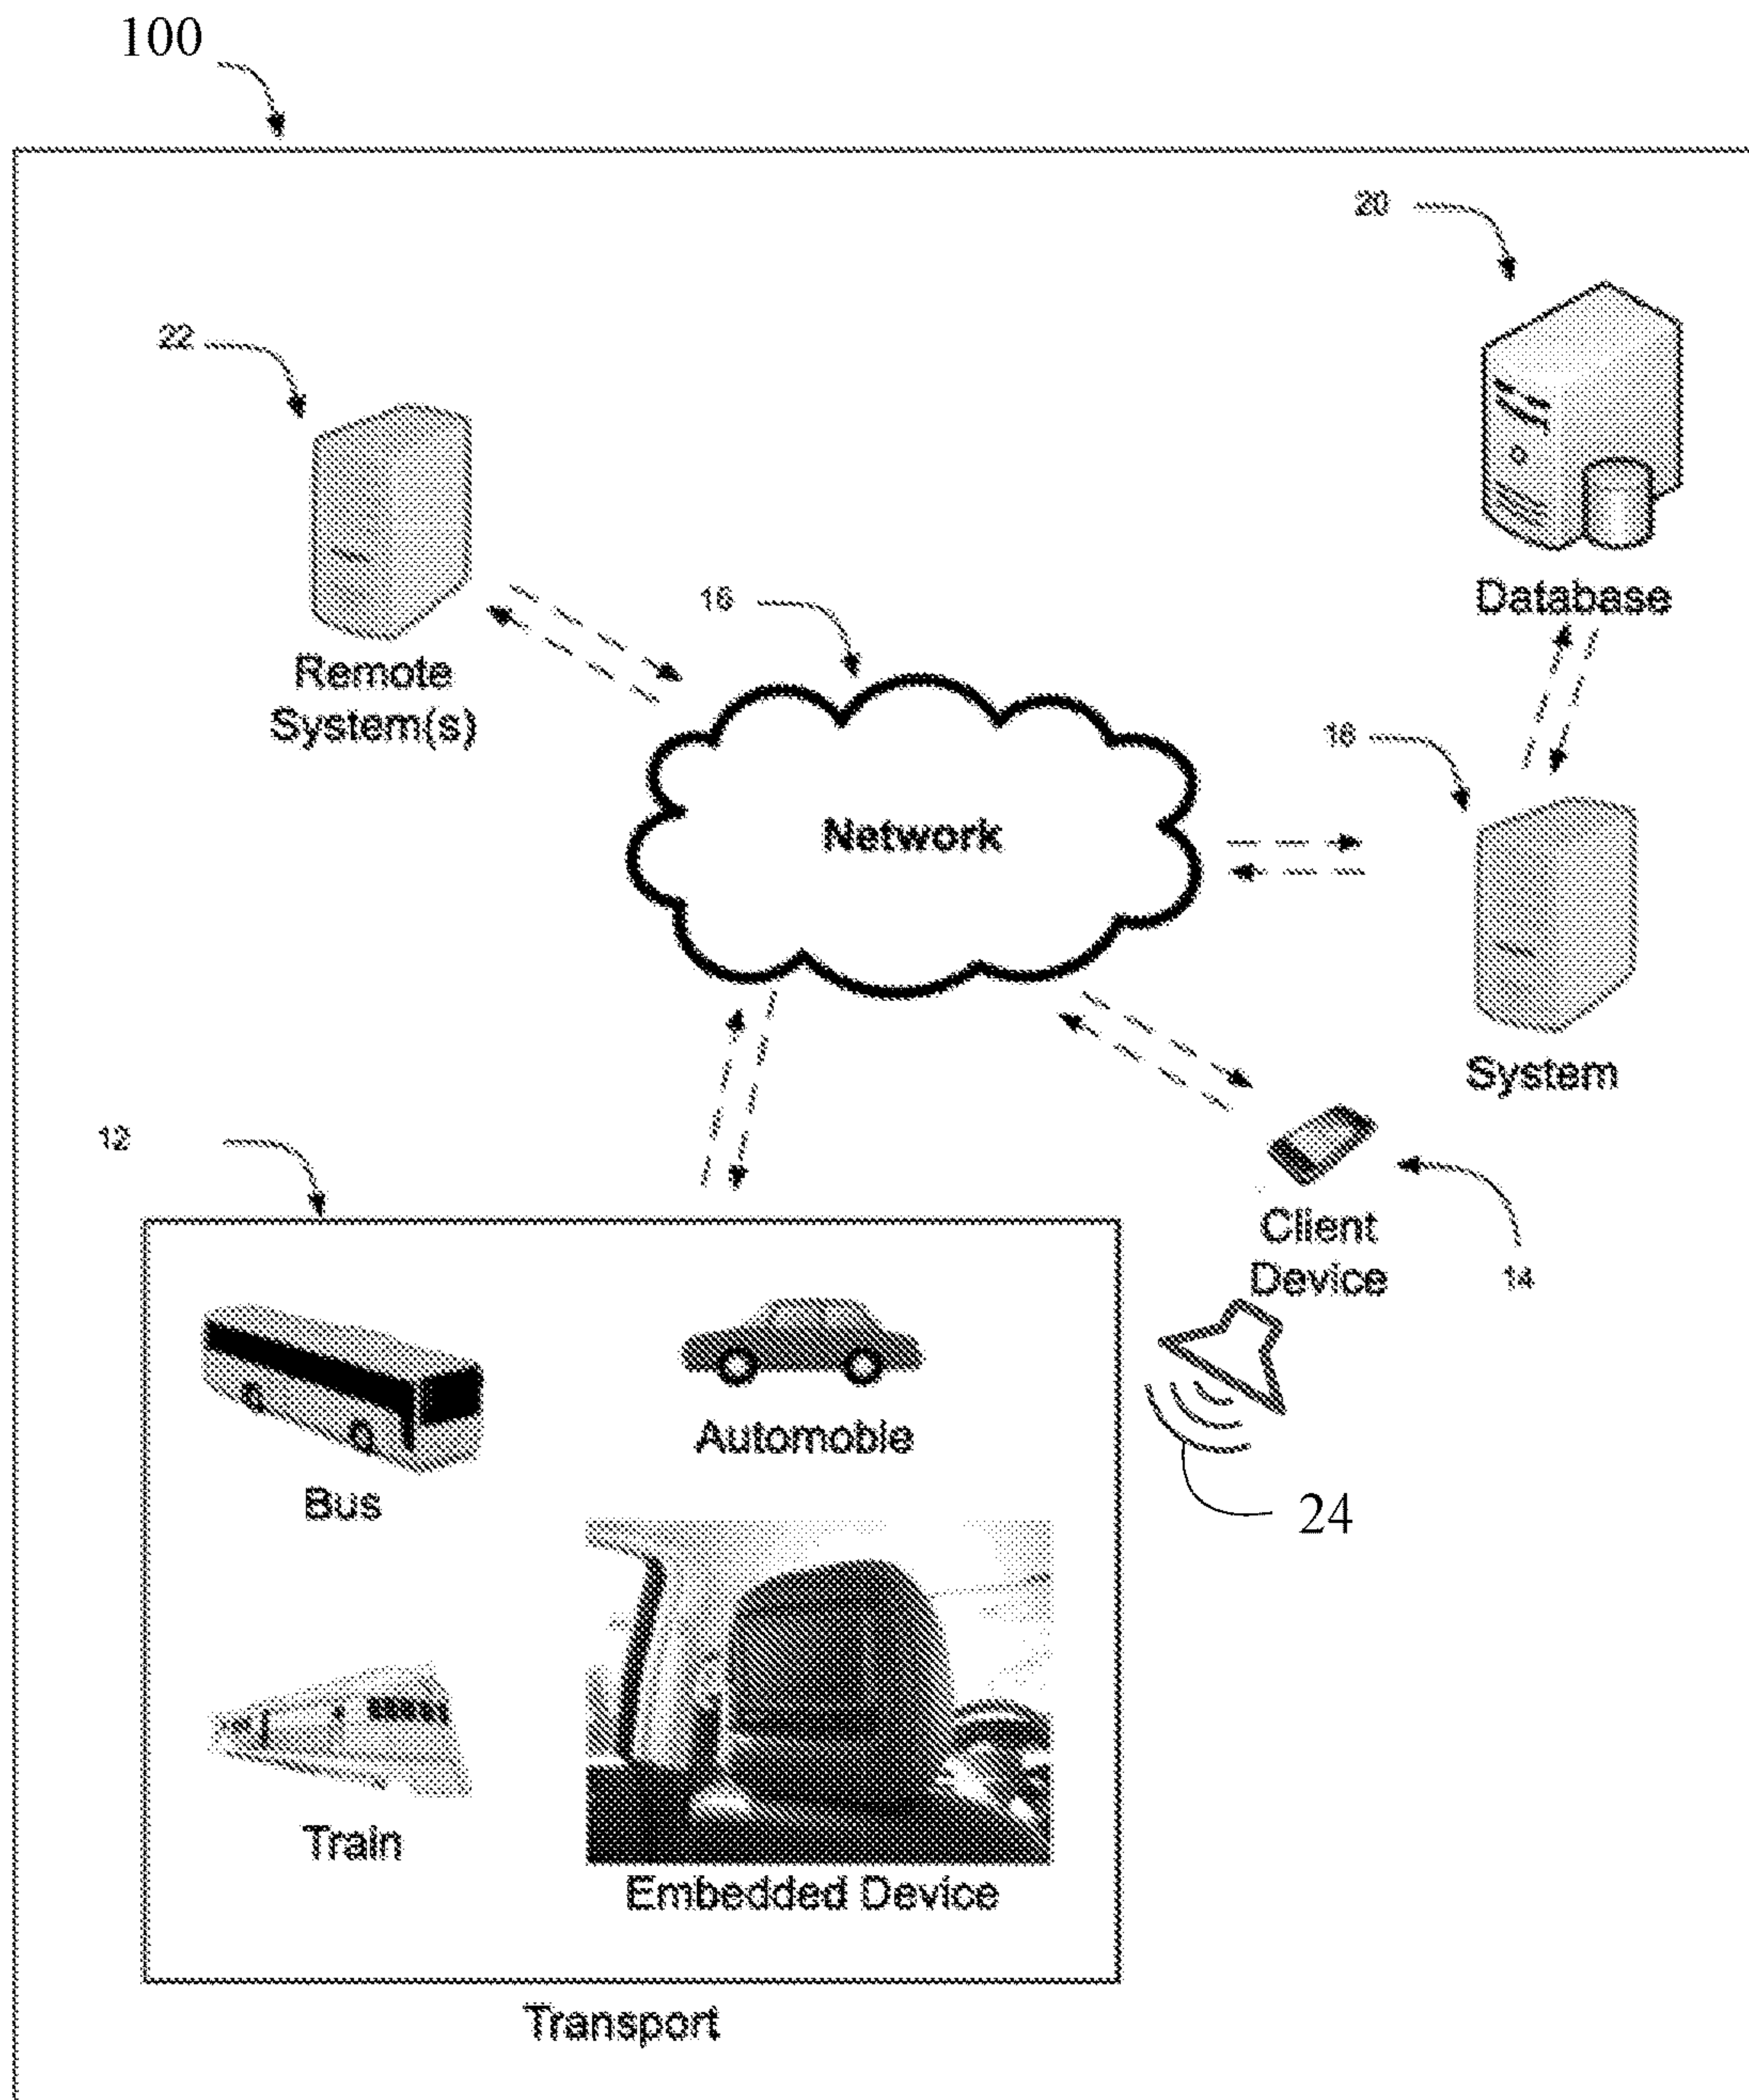 100
20
22
Database
16
Remote
System(s)
18
Network
System
12
Client
Device
14
Automobie
Bus
24
Train
Embedded Device
Transport